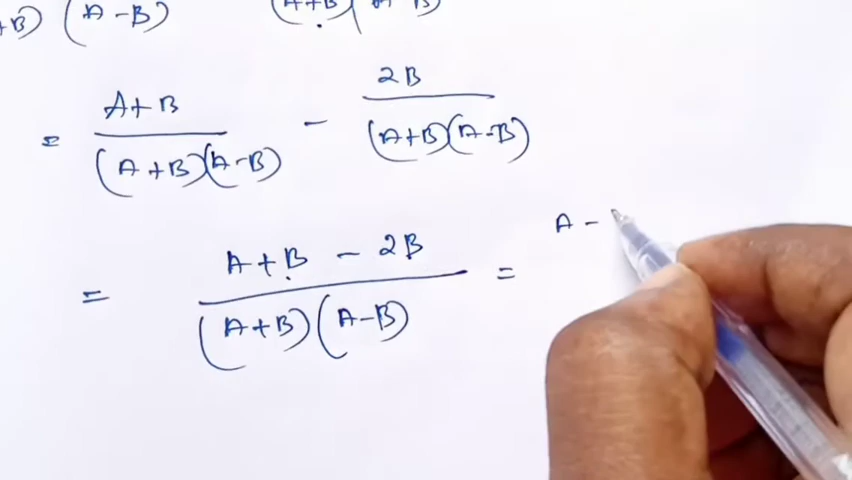 +B) (A-B) (A+B)(A-B)
= A+B / (A+B)(A-B) - 2B / (A+B)(A-B)
= A+B-2B / (A+B)(A-B) = A-